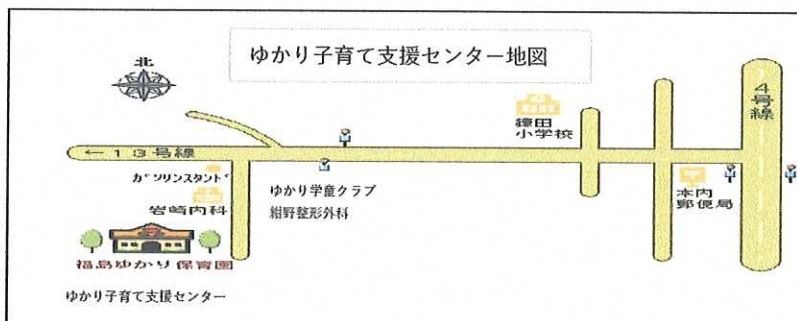 ゆかり子育て支援センター地図
北
4号線
鎌田
小学校
←13号線
ガソリンスタンド
ゆかり学童クラブ
紺野整形外科
岩崎内科
本内
郵便局
福島ゆかり保育園
ゆかり子育て支援センター